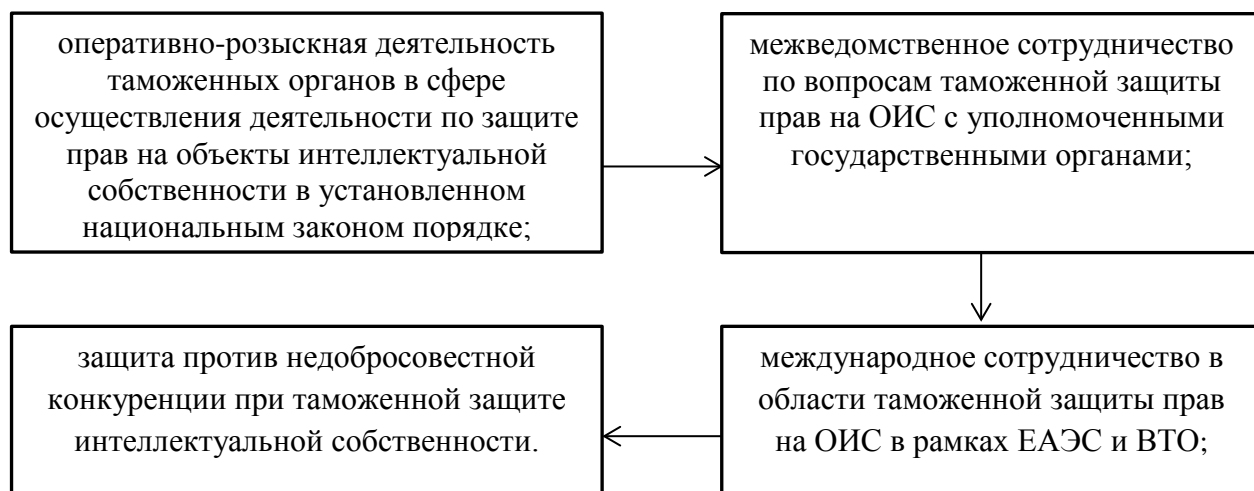 оперативно-розыскная деятельность
таможенных органов в сфере
осуществления деятельности по защите
прав на объекты интеллектуальной
собственности в установленном
национальным законом порядке;
межведомственное сотрудничество
по вопросам таможенной защиты
прав на ОИС с уполномоченными
государственными органами;
международное сотрудничество в
области таможенной защиты прав
на ОИС в рамках ЕАЭС и ВТО;
защита против недобросовестной
конкуренции при таможенной защите
интеллектуальной собственности.